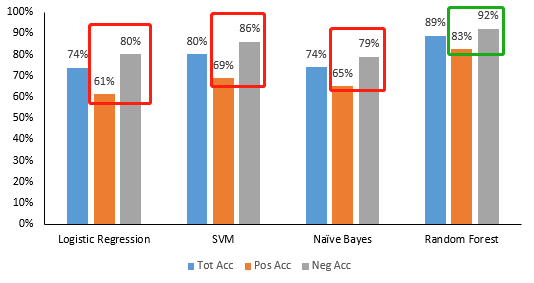 100%
90%
80%
70%
60%
50%
40%
30%
20%
10%
0%
74% 61% 80%
80% 69% 86%
74% 65% 79%
89% 83% 92%
Logistic Regression SVM Naïve Bayes Random Forest
Tot Acc Pos Acc Neg Acc